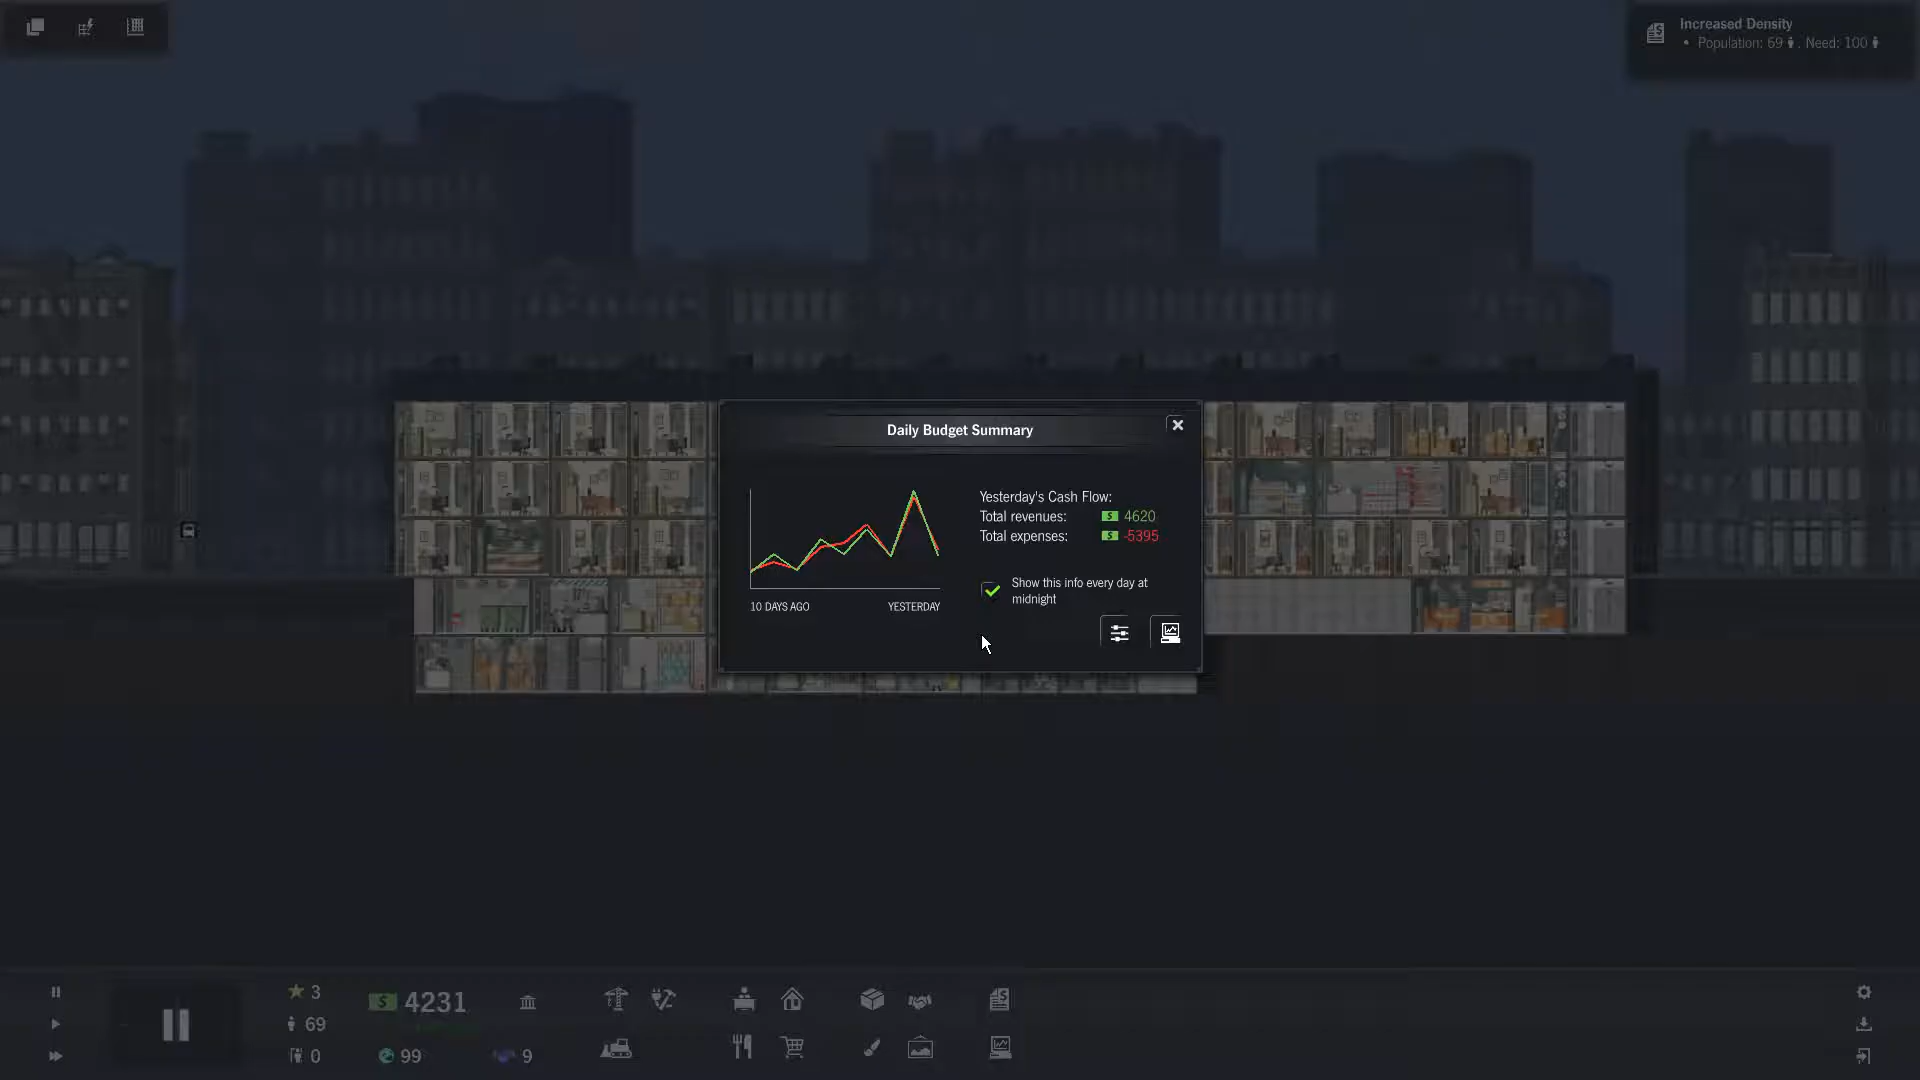 Increased Density
• Population: 69 . Need: 100
Daily Budget Summary
Yesterday's Cash Flow:
Total revenues: $ 4620
Total expenses: $ -5395
Show this info every day at
midnight
10 DAYS AGO YESTERDAY
3
$ 4231
69
0
99
9